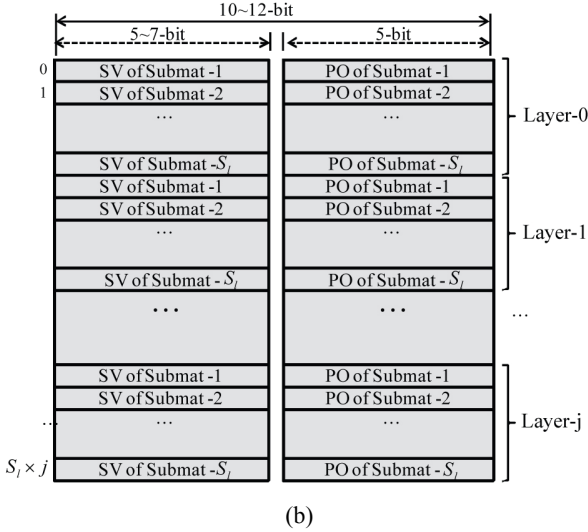 10~12-bit
5~7-bit 5-bit
0 SV of Submat -1 PO of Submat -1
1 SV of Submat -2 PO of Submat -2
... ...
Layer-0
SV of Submat -S_l PO of Submat -S_l
SV of Submat -1 PO of Submat -1
SV of Submat -2 PO of Submat -2
... ...
Layer-1
SV of Submat - S_l PO of Submat - S_l
... ... ...
SV of Submat -1 PO of Submat -1
SV of Submat -2 PO of Submat -2
... ... ... Layer-j
S_l × j SV of Submat -S_l PO of Submat -S_l
(b)